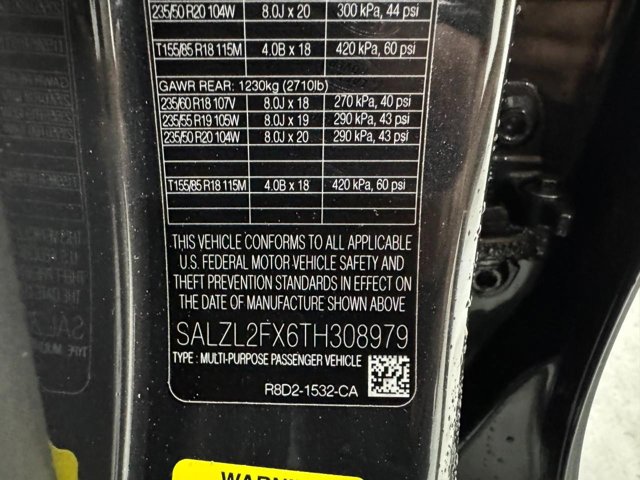 235/50 R20 104W 8.0J x 20 300 kPa, 44 psi
T155/85 R18 115M 4.0B x 18 420 kPa, 60 psi
GAWR REAR: 1230kg (2710lb)
235/60 R18 107V 8.0J x 18 270 kPa, 40 psi
235/55 R19 105W 8.0J x 19 290 kPa, 43 psi
235/50 R20 104W 8.0J x 20 290 kPa, 43 psi
T155/85 R18 115M 4.0B x 18 420 kPa, 60 psi
THIS VEHICLE CONFORMS TO ALL APPLICABLE
U.S. FEDERAL MOTOR VEHICLE SAFETY AND
THEFT PREVENTION STANDARDS IN EFFECT ON
THE DATE OF MANUFACTURE SHOWN ABOVE
SALZL2FX6TH308979
TYPE : MULTI-PURPOSE PASSENGER VEHICLE
R8D2-1532-CA